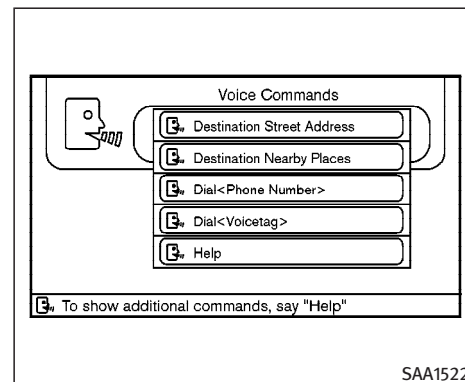 Voice Commands
Destination Street Address
Destination Nearby Places
Dial<Phone Number>
Dial<Voicetag>
Help
To show additional commands, say "Help"
SAA1522